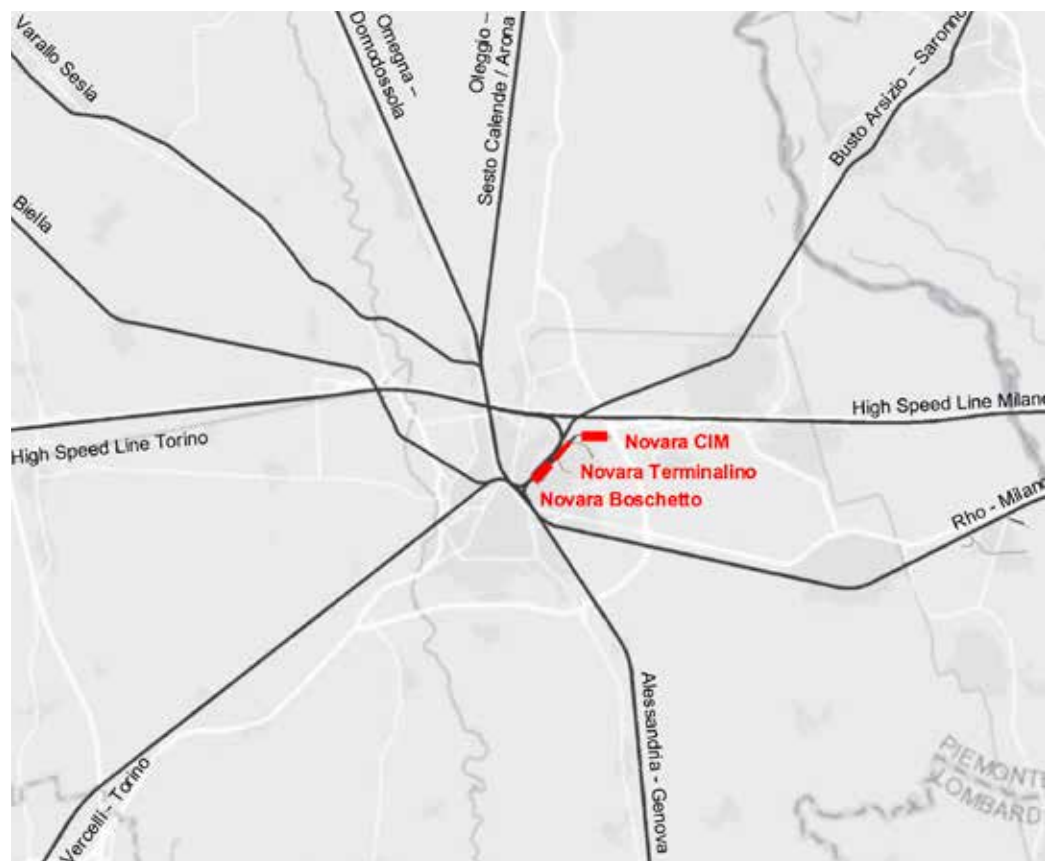 Varallo Sesia
Omegna –
Domodossola
Oleggio –
Sesto Calende / Arona
Busto Arsizio – Saronno
Biella
High Speed Line Torino
High Speed Line Milano
Novara CIM
Novara Terminalino
Novara Boschetto
Rho - Milano
Vercelli - Torino
Alessandria - Genova
PIEMONTE
LOMBARD